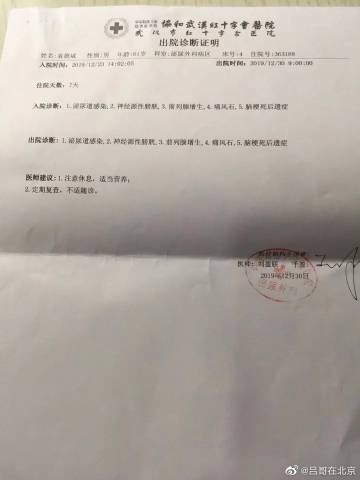 协和武汉红十字会医院
武汉市红十字会医院
出院诊断证明
性别:男 年龄:81岁 科室:泌尿外科病区 床号:4 住院号:363188
入院时间:2019/12/23 14:02:05 出院时间:2019/12/30 9:00:00
住院天数:7天
入院诊断:1.泌尿道感染,2.神经源性膀胱,3.前列腺增生,4.痛风石,5.脑梗死后遗症
出院诊断:1.泌尿道感染,2.神经源性膀胱,3.前列腺增生,4.痛风石,5.脑梗死后遗症
医师建议:1.注意休息,适当营养;
2.定期复查,不适随诊。
医师:
2019年12月30日
泌尿外科
@吕哥在北京